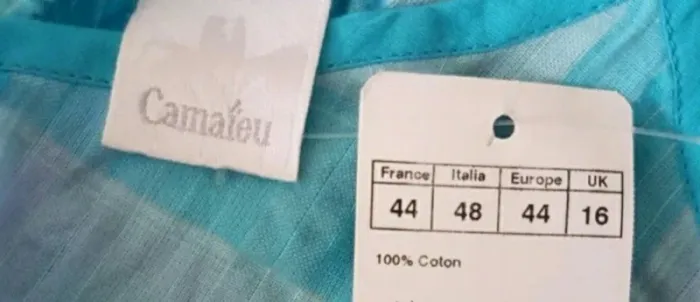 Camaïeu
France Italia Europe UK
44 48 44 16
100% Coton